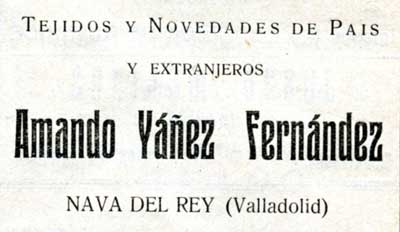 TEJIDOS Y NOVEDADES DE PAIS
Y EXTRANJEROS
Amando Yáñez Fernández
NAVA DEL REY (Valladolid)